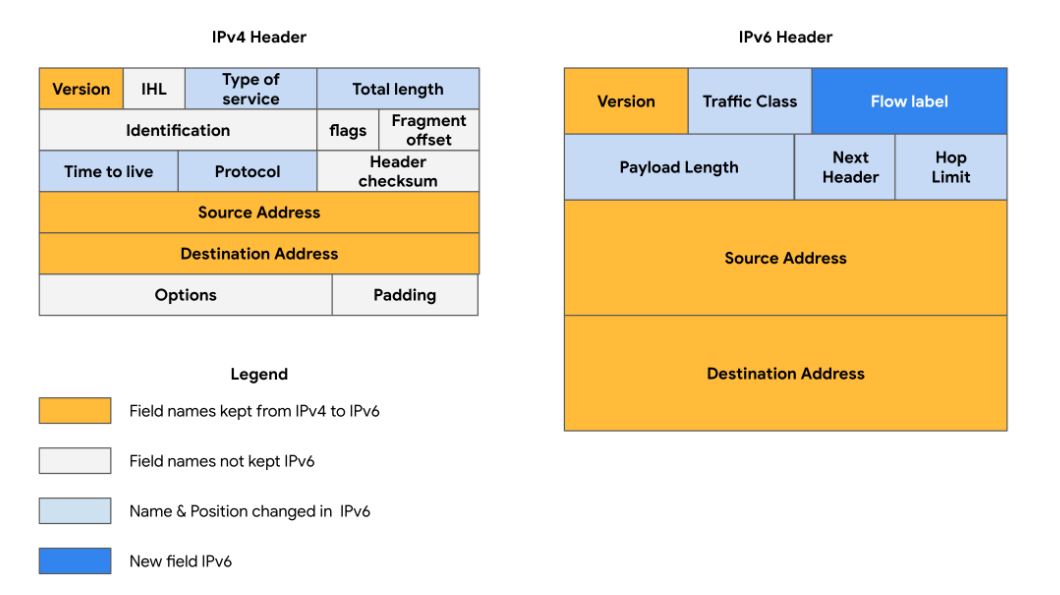 IPv4 Header
Version
IHL
Type of
service
Total length
Identification
flags
Fragment
offset
Time to live
Protocol
Header
checksum
Source Address
Destination Address
Options
Padding
IPv6 Header
Version
Traffic Class
Flow label
Payload Length
Next
Header
Hop
Limit
Source Address
Destination Address
Legend
Field names kept from IPv4 to IPv6
Field names not kept IPv6
Name & Position changed in  IPv6
New field IPv6